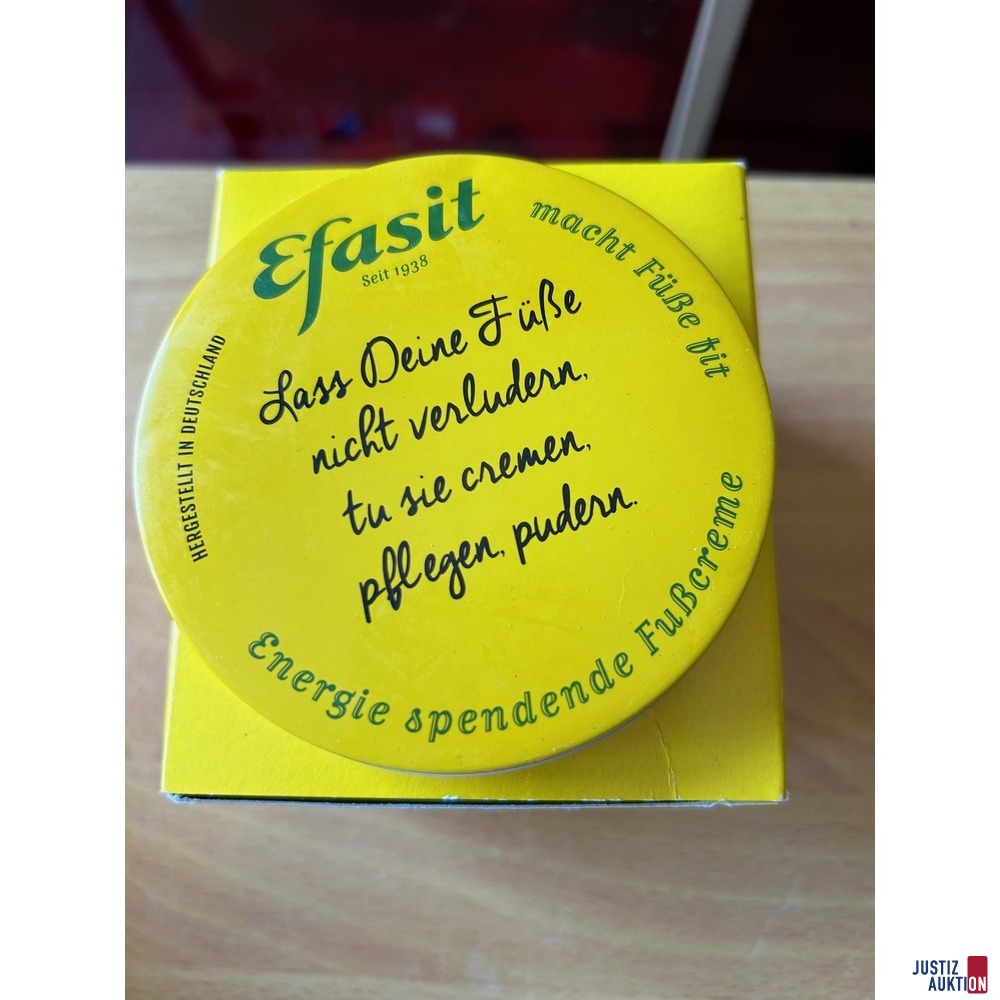 Efasit
Seit 1938
macht Füße fit
HERGESTELLT IN DEUTSCHLAND
Lass Deine Füße
nicht verludern,
tu sie cremen,
pflegen, pudern.
Energie spendende Fußcreme
JUSTIZ
AUKTION